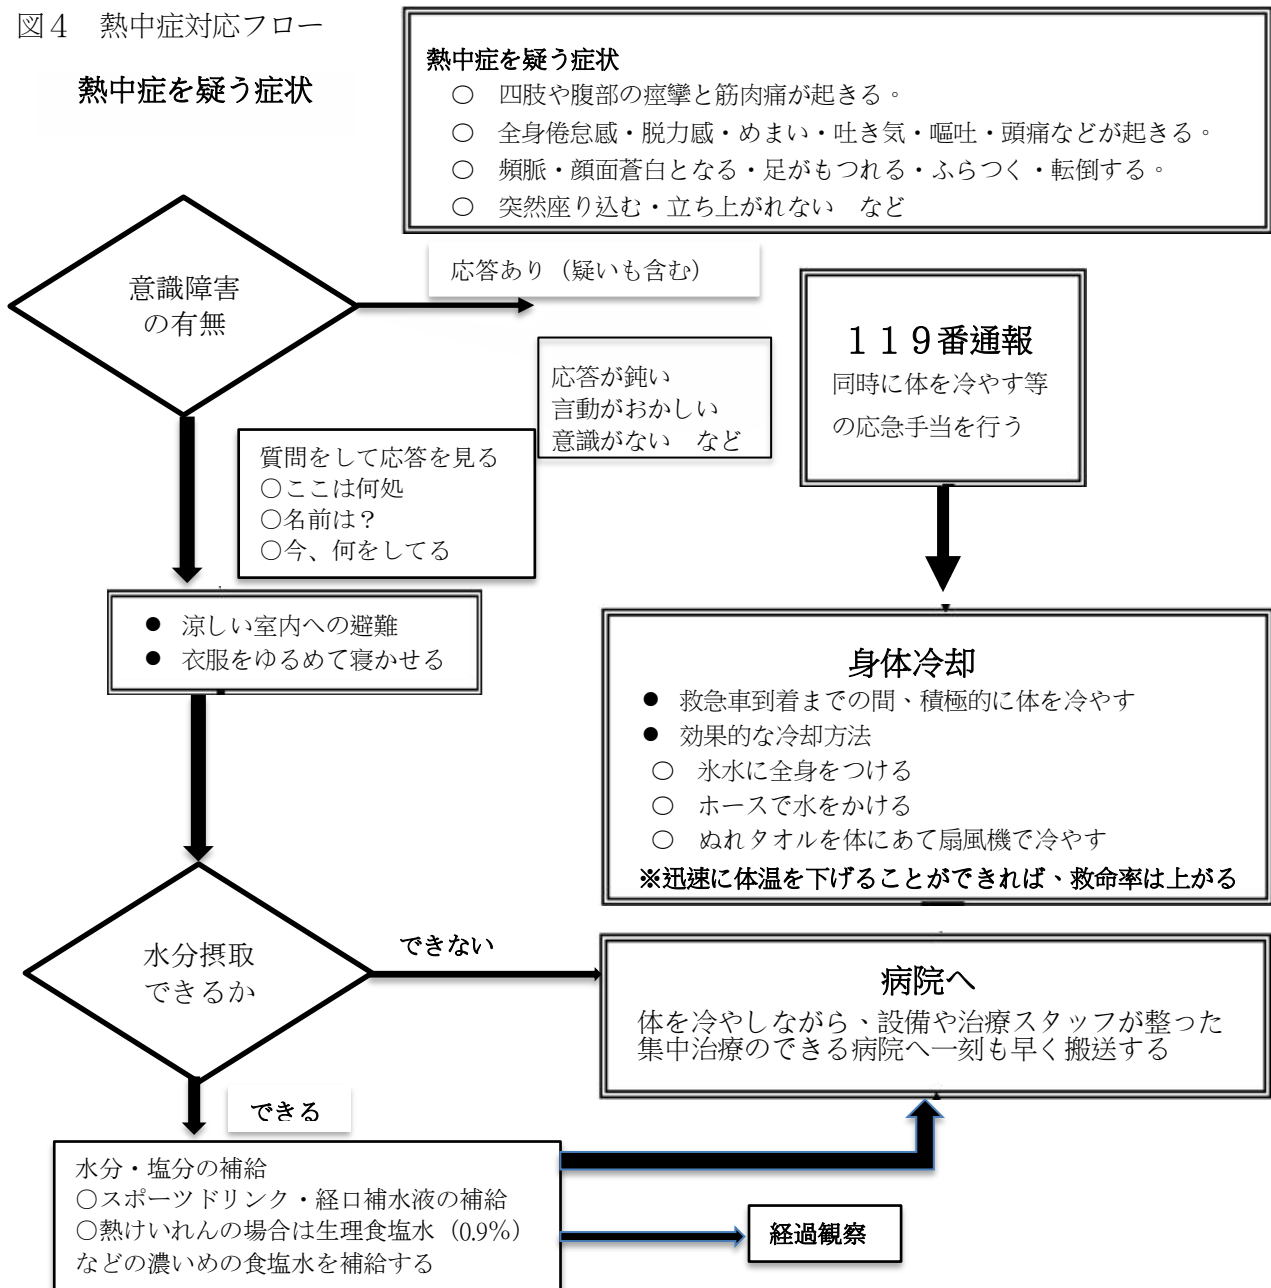 図４　熱中症対応フロー
熱中症を疑う症状
熱中症を疑う症状
○　四肢や腹部の痙攣と筋肉痛が起きる。
○　全身倦怠感・脱力感・めまい・吐き気・嘔吐・頭痛などが起きる。
○　頻脈・顔面蒼白となる・足がもつれる・ふらつく・転倒する。
○　突然座り込む・立ち上がれない　など
意識障害
の有無
応答あり（疑いも含む）
応答が鈍い
言動がおかしい
意識がない　など
１１９番通報
同時に体を冷やす等
の応急手当を行う
質問をして応答を見る
○ここは何処
○名前は？
○今、何をしてる
● 涼しい室内への避難
● 衣服をゆるめて寝かせる
身体冷却
● 救急車到着までの間、積極的に体を冷やす
● 効果的な冷却方法
○　氷水に全身をつける
○　ホースで水をかける
○　ぬれタオルを体にあて扇風機で冷やす
※迅速に体温を下げることができれば、救命率は上がる
水分摂取
できるか
できない
病院へ
体を冷やしながら、設備や治療スタッフが整った
集中治療のできる病院へ一刻も早く搬送する
できる
水分・塩分の補給
○スポーツドリンク・経口補水液の補給
○熱けいれんの場合は生理食塩水（0.9%）
などの濃いめの食塩水を補給する
経過観察